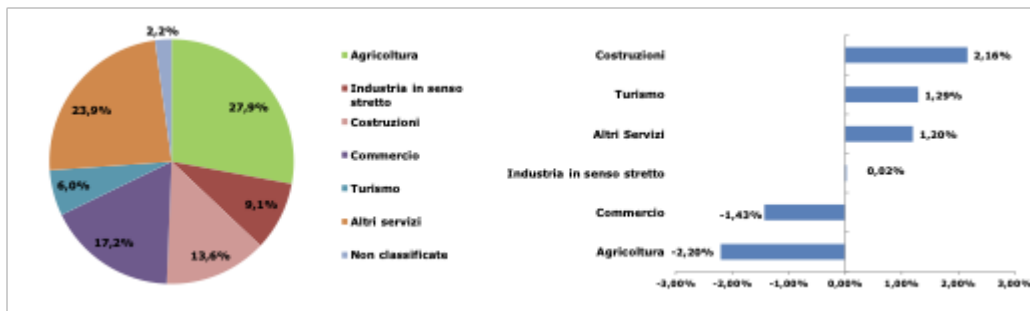 2,2%
27,9%
9,1%
13,6%
17,2%
6,0%
23,9%
Agricoltura
Industria in senso
stretto
Costruzioni
Commercio
Turismo
Altri servizi
Non classificate
Costruzioni 2,16%
Turismo 1,29%
Altri Servizi 1,20%
Industria in senso stretto 0,02%
Commercio -1,43%
Agricoltura -2,20%
-3,00% -2,00% -1,00% 0,00% 1,00% 2,00% 3,00%